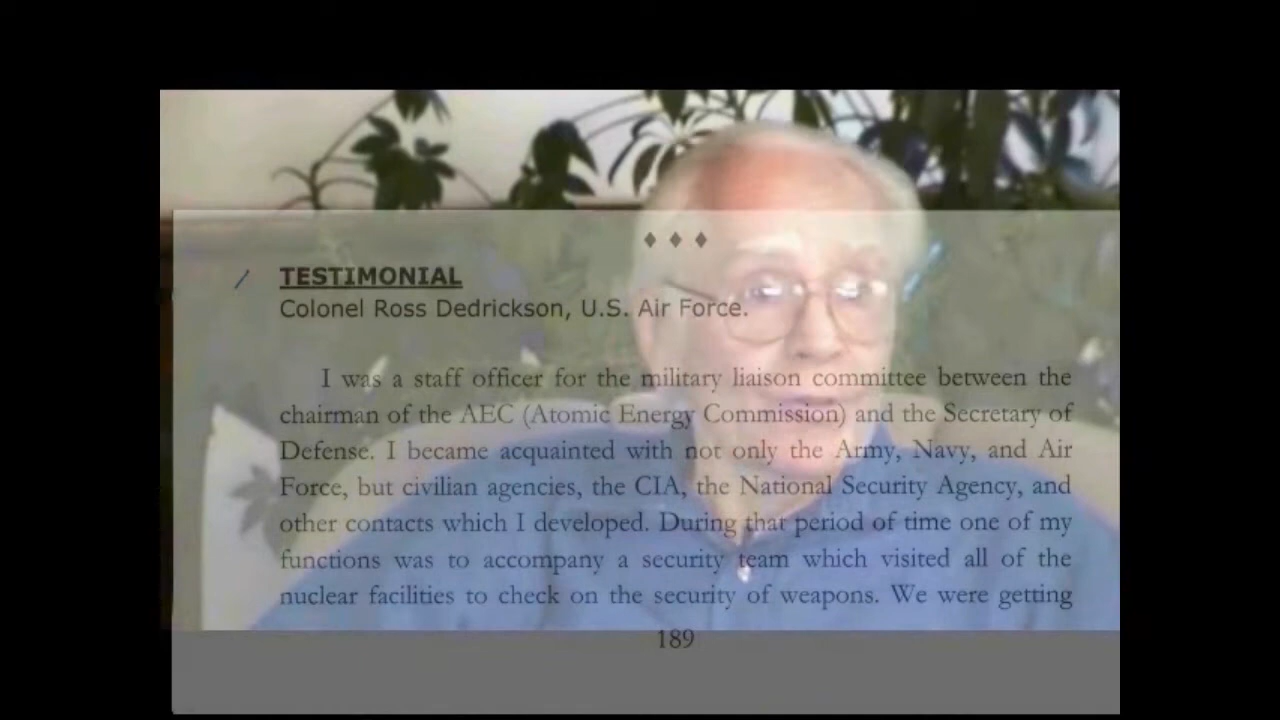 ♦ ♦ ♦
TESTIMONIAL
Colonel Ross Dedrickson, U.S. Air Force.
I was a staff officer for the military liaison committee between the
chairman of the AEC (Atomic Energy Commission) and the Secretary of
Defense. I became acquainted with not only the Army, Navy, and Air
Force, but civilian agencies, the CIA, the National Security Agency, and
other contacts which I developed. During that period of time one of my
functions was to accompany a security team which visited all of the
nuclear facilities to check on the security of weapons. We were getting
189